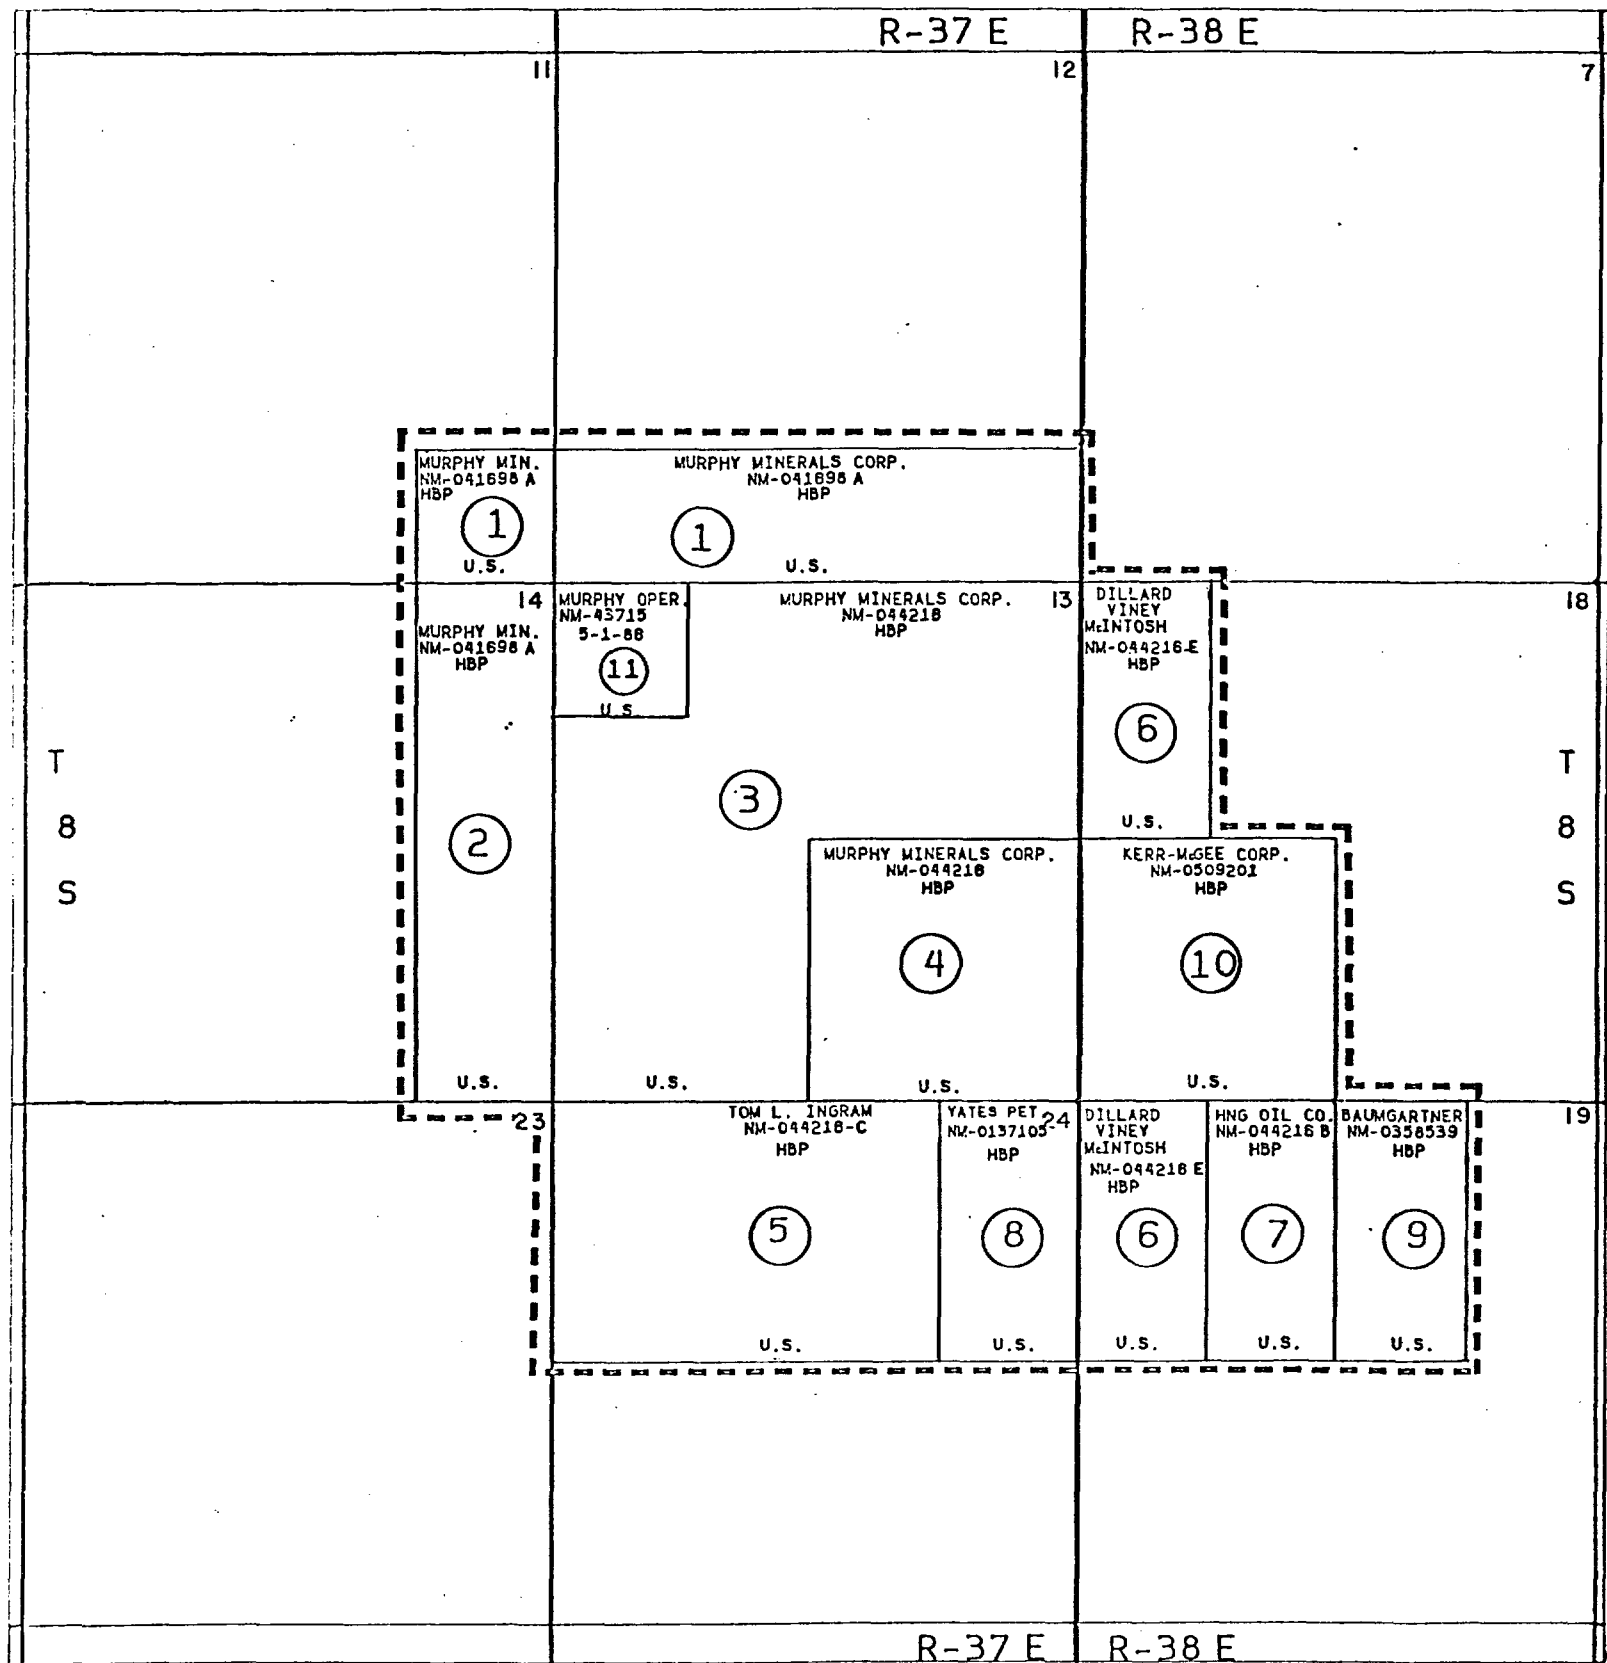 R-37 E
R-38 E
11
12
7
MURPHY MIN.
NM-041698 A
HBP
1
U.S.
MURPHY MINERALS CORP.
NM-041698 A
HBP
1
U.S.
14
MURPHY MIN.
NM-041698 A
HBP
2
U.S.
MURPHY OPER.
NM-43715
5-1-88
11
U.S.
MURPHY MINERALS CORP.
NM-044216
HBP
3
U.S.
13
DILLARD
VINEY
McINTOSH
NM-044216-E
HBP
6
U.S.
18
T
8
S
T
8
S
MURPHY MINERALS CORP.
NM-044216
HBP
4
U.S.
KERR-McGEE CORP.
NM-0509201
HBP
10
U.S.
23
TOM L. INGRAM
NM-044216-C
HBP
5
U.S.
YATES PET.
NM-0137105
HBP
8
U.S.
24
DILLARD
VINEY
McINTOSH
NM-044216 E
HBP
6
U.S.
HNG OIL CO.
NM-044216 B
HBP
7
U.S.
BAUMGARTNER
NM-0358539
HBP
9
U.S.
19
R-37 E
R-38 E